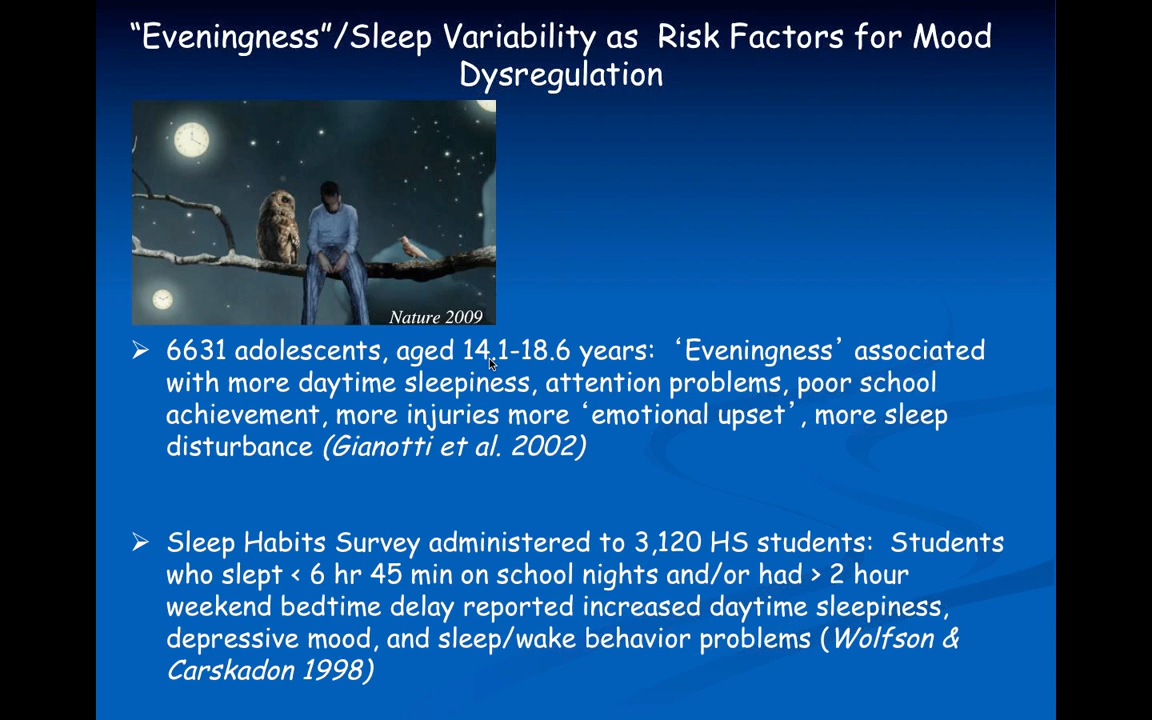 “Eveningness”/Sleep Variability as  Risk Factors for Mood
Dysregulation
Nature 2009
➢ 6631 adolescents, aged 14.1-18.6 years:  ‘Eveningness’ associated
with more daytime sleepiness, attention problems, poor school
achievement, more injuries more ‘emotional upset’, more sleep
disturbance (Gianotti et al. 2002)
➢ Sleep Habits Survey administered to 3,120 HS students:  Students
who slept < 6 hr 45 min on school nights and/or had > 2 hour
weekend bedtime delay reported increased daytime sleepiness,
depressive mood, and sleep/wake behavior problems (Wolfson &
Carskadon 1998)